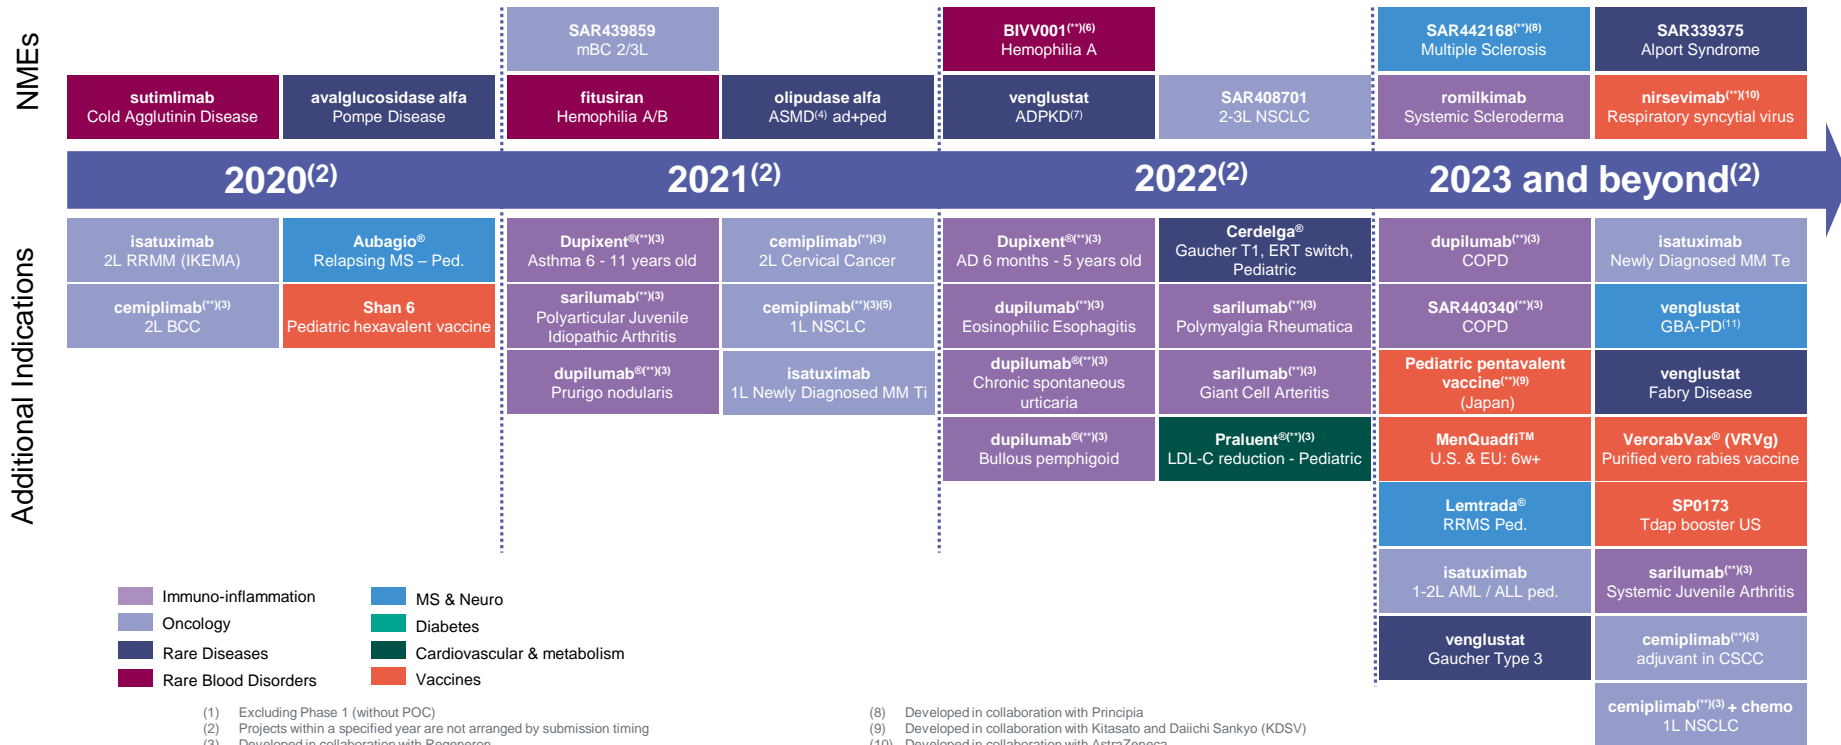 NMEs
SAR439859
mBC 2/3L
BIVV001(**)(6)
Hemophilia A
SAR442168(**)(8)
Multiple Sclerosis
SAR339375
Alport Syndrome
sutimlimab
Cold Agglutinin Disease
avalglucosidase alfa
Pompe Disease
fitusiran
Hemophilia A/B
olipudase alfa
ASMD(4) ad+ped
venglustat
ADPKD(7)
SAR408701
2-3L NSCLC
romilkimab
Systemic Scleroderma
nirsevimab(**)(10)
Respiratory syncytial virus
2020(2)
2021(2)
2022(2)
2023 and beyond(2)
Additional Indications
isatuximab
2L RRMM (IKEMA)
Aubagio®
Relapsing MS – Ped.
cemiplimab(**)(3)
2L BCC
Shan 6
Pediatric hexavalent vaccine
Dupixent®(**)(3)
Asthma 6 - 11 years old
cemiplimab(**)(3)
2L Cervical Cancer
sarilumab(**)(3)
Polyarticular Juvenile
Idiopathic Arthritis
cemiplimab(**)(3)(5)
1L NSCLC
dupilumab®(**)(3)
Prurigo nodularis
isatuximab
1L Newly Diagnosed MM Ti
Dupixent®(**)(3)
AD 6 months - 5 years old
Cerdelga®
Gaucher T1, ERT switch,
Pediatric
dupilumab(**)(3)
Eosinophilic Esophagitis
sarilumab(**)(3)
Polymyalgia Rheumatica
dupilumab®(**)(3)
Chronic spontaneous
urticaria
sarilumab(**)(3)
Giant Cell Arteritis
dupilumab®(**)(3)
Bullous pemphigoid
Praluent®(**)(3)
LDL-C reduction - Pediatric
dupilumab(**)(3)
COPD
isatuximab
Newly Diagnosed MM Te
SAR440340(**)(3)
COPD
venglustat
GBA-PD(11)
Pediatric pentavalent
vaccine(**)(9)
(Japan)
venglustat
Fabry Disease
MenQuadfi™
U.S. & EU: 6w+
VerorabVax® (VRVg)
Purified vero rabies vaccine
Lemtrada®
RRMS Ped.
SP0173
Tdap booster US
isatuximab
1-2L AML / ALL ped.
sarilumab(**)(3)
Systemic Juvenile Arthritis
venglustat
Gaucher Type 3
cemiplimab(**)(3)
adjuvant in CSCC
cemiplimab(**)(3) + chemo
1L NSCLC
Immuno-inflammation
Oncology
Rare Diseases
Rare Blood Disorders
MS & Neuro
Diabetes
Cardiovascular & metabolism
Vaccines
(1) Excluding Phase 1 (without POC)
(2) Projects within a specified year are not arranged by submission timing
(3) Developed in collaboration with Regeneron
(8) Developed in collaboration with Principia
(9) Developed in collaboration with Kitasato and Daiichi Sankyo (KDSV)
(10) Developed in collaboration with AstraZeneca